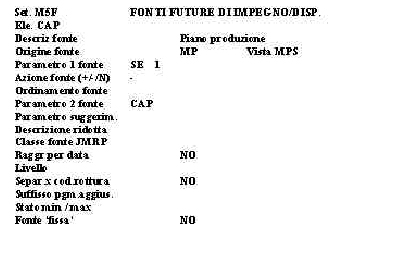 Set. M5F FONTI FUTURE DI IMPEGNO/DISP.
Ele. CAP
Descriz fonte Piano produzione
Origine fonte MP Vista MPS
Parametro 1 fonte SE 1
Azione fonte (+/-/N) -
Ordinamento fonte
Parametro 2 fonte CAP
Parametro suggerim.
Descrizione ridotta
Classe fonte JMRP
Raggr per data NO
Livello
Separ.x cod.rottura NO
Suffisso pgm aggius.
Stato min / max
Fonte 'fissa' NO